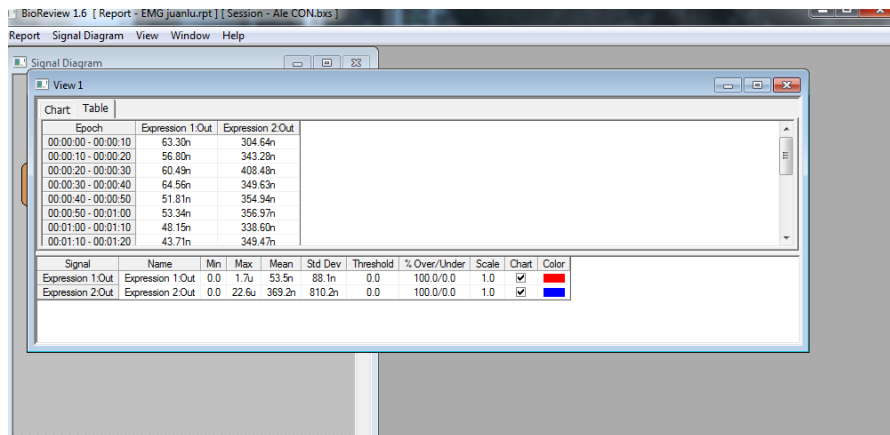 BioReview 1.6 [ Report - EMG juanlu.rpt ] [ Session - Ale CON.bxs ]
Report Signal Diagram View Window Help
Signal Diagram
View 1
Chart Table
Epoch Expression 1:Out Expression 2:Out
00:00:00 - 00:00:10 63.30n 304.64n
00:00:10 - 00:00:20 56.80n 343.28n
00:00:20 - 00:00:30 60.49n 408.48n
00:00:30 - 00:00:40 64.56n 349.63n
00:00:40 - 00:00:50 51.81n 354.94n
00:00:50 - 00:01:00 53.34n 356.97n
00:01:00 - 00:01:10 48.15n 338.60n
00:01:10 - 00:01:20 43.71n 349.47n
Signal Name Min Max Mean Std Dev Threshold % Over/Under Scale Chart Color
Expression 1:Out Expression 1:Out 0.0 1.7u 53.5n 88.1n 0.0 100.0/0.0 1.0
Expression 2:Out Expression 2:Out 0.0 22.6u 369.2n 810.2n 0.0 100.0/0.0 1.0